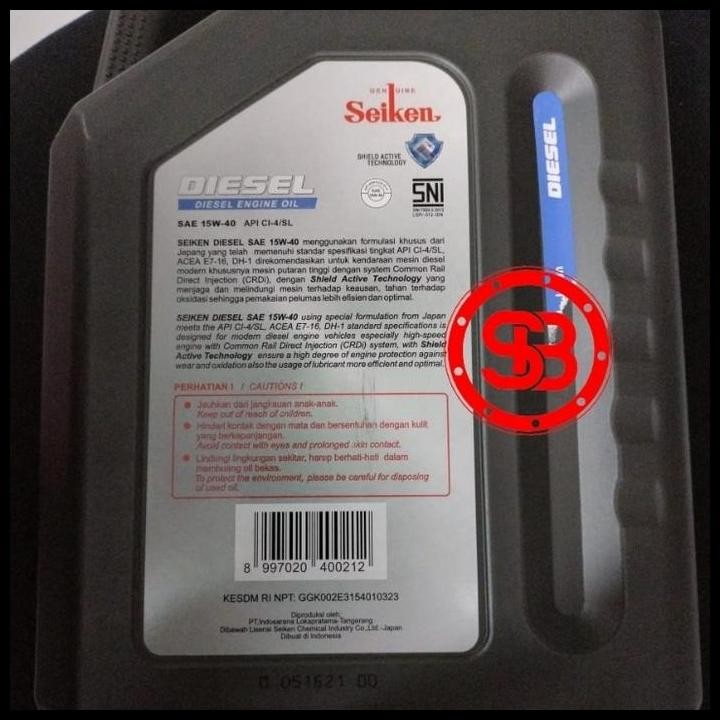 GENUINE
Seiken
SHIELD ACTIVE
TECHNOLOGY
SNI
DIESEL
DIESEL ENGINE OIL
SAE 15W-40 API CI-4/SL
SEIKEN DIESEL SAE 15W-40 menggunakan formulasi khusus dari
Jepang yang telah memenuhi standar spesifikasi tingkat API CI-4/SL,
ACEA E7-16, DH-1 direkomendasikan untuk kendaraan mesin diesel
modern khususnya mesin putaran tinggi dengan system Common Rail
Direct Injection (CRDi), dengan Shield Active Technology yang
menjaga dan melindungi mesin terhadap keausan, tahan terhadap
oksidasi sehingga pemakaian pelumas lebih efisien dan optimal.
SEIKEN DIESEL SAE 15W-40 using special formulation from Japan
meets the API CI-4/SL, ACEA E7-16, DH-1 standard specifications is
designed for modern diesel engine vehicles especially high-speed
engine with Common Rail Direct Injection (CRDi) system, with Shield
Active Technology ensure a high degree of engine protection against
wear and oxidation also the usage of lubricant more efficient and optimal.
PERHATIAN ! / CAUTIONS !
Jauhkan dari jangkauan anak-anak.
Keep out of reach of children.
Hindari kontak dengan mata dan bersentuhan dengan kulit
yang berkepanjangan.
Avoid contact with eyes and prolonged skin contact.
Lindungi lingkungan sekitar, harap berhati-hati dalam
membuang oli bekas.
To protect the environment, please be careful for disposing
of used oil.
8 997020 400212
KESDM RI NPT: GGK002E3154010323
Diproduksi oleh:
PT.Indosarana Lokapratama-Tangerang
Dibawah Lisensi Seiken Chemical Industry Co.,Ltd.-Japan
Dibuat di Indonesia
051621 00
DIESEL
SBS